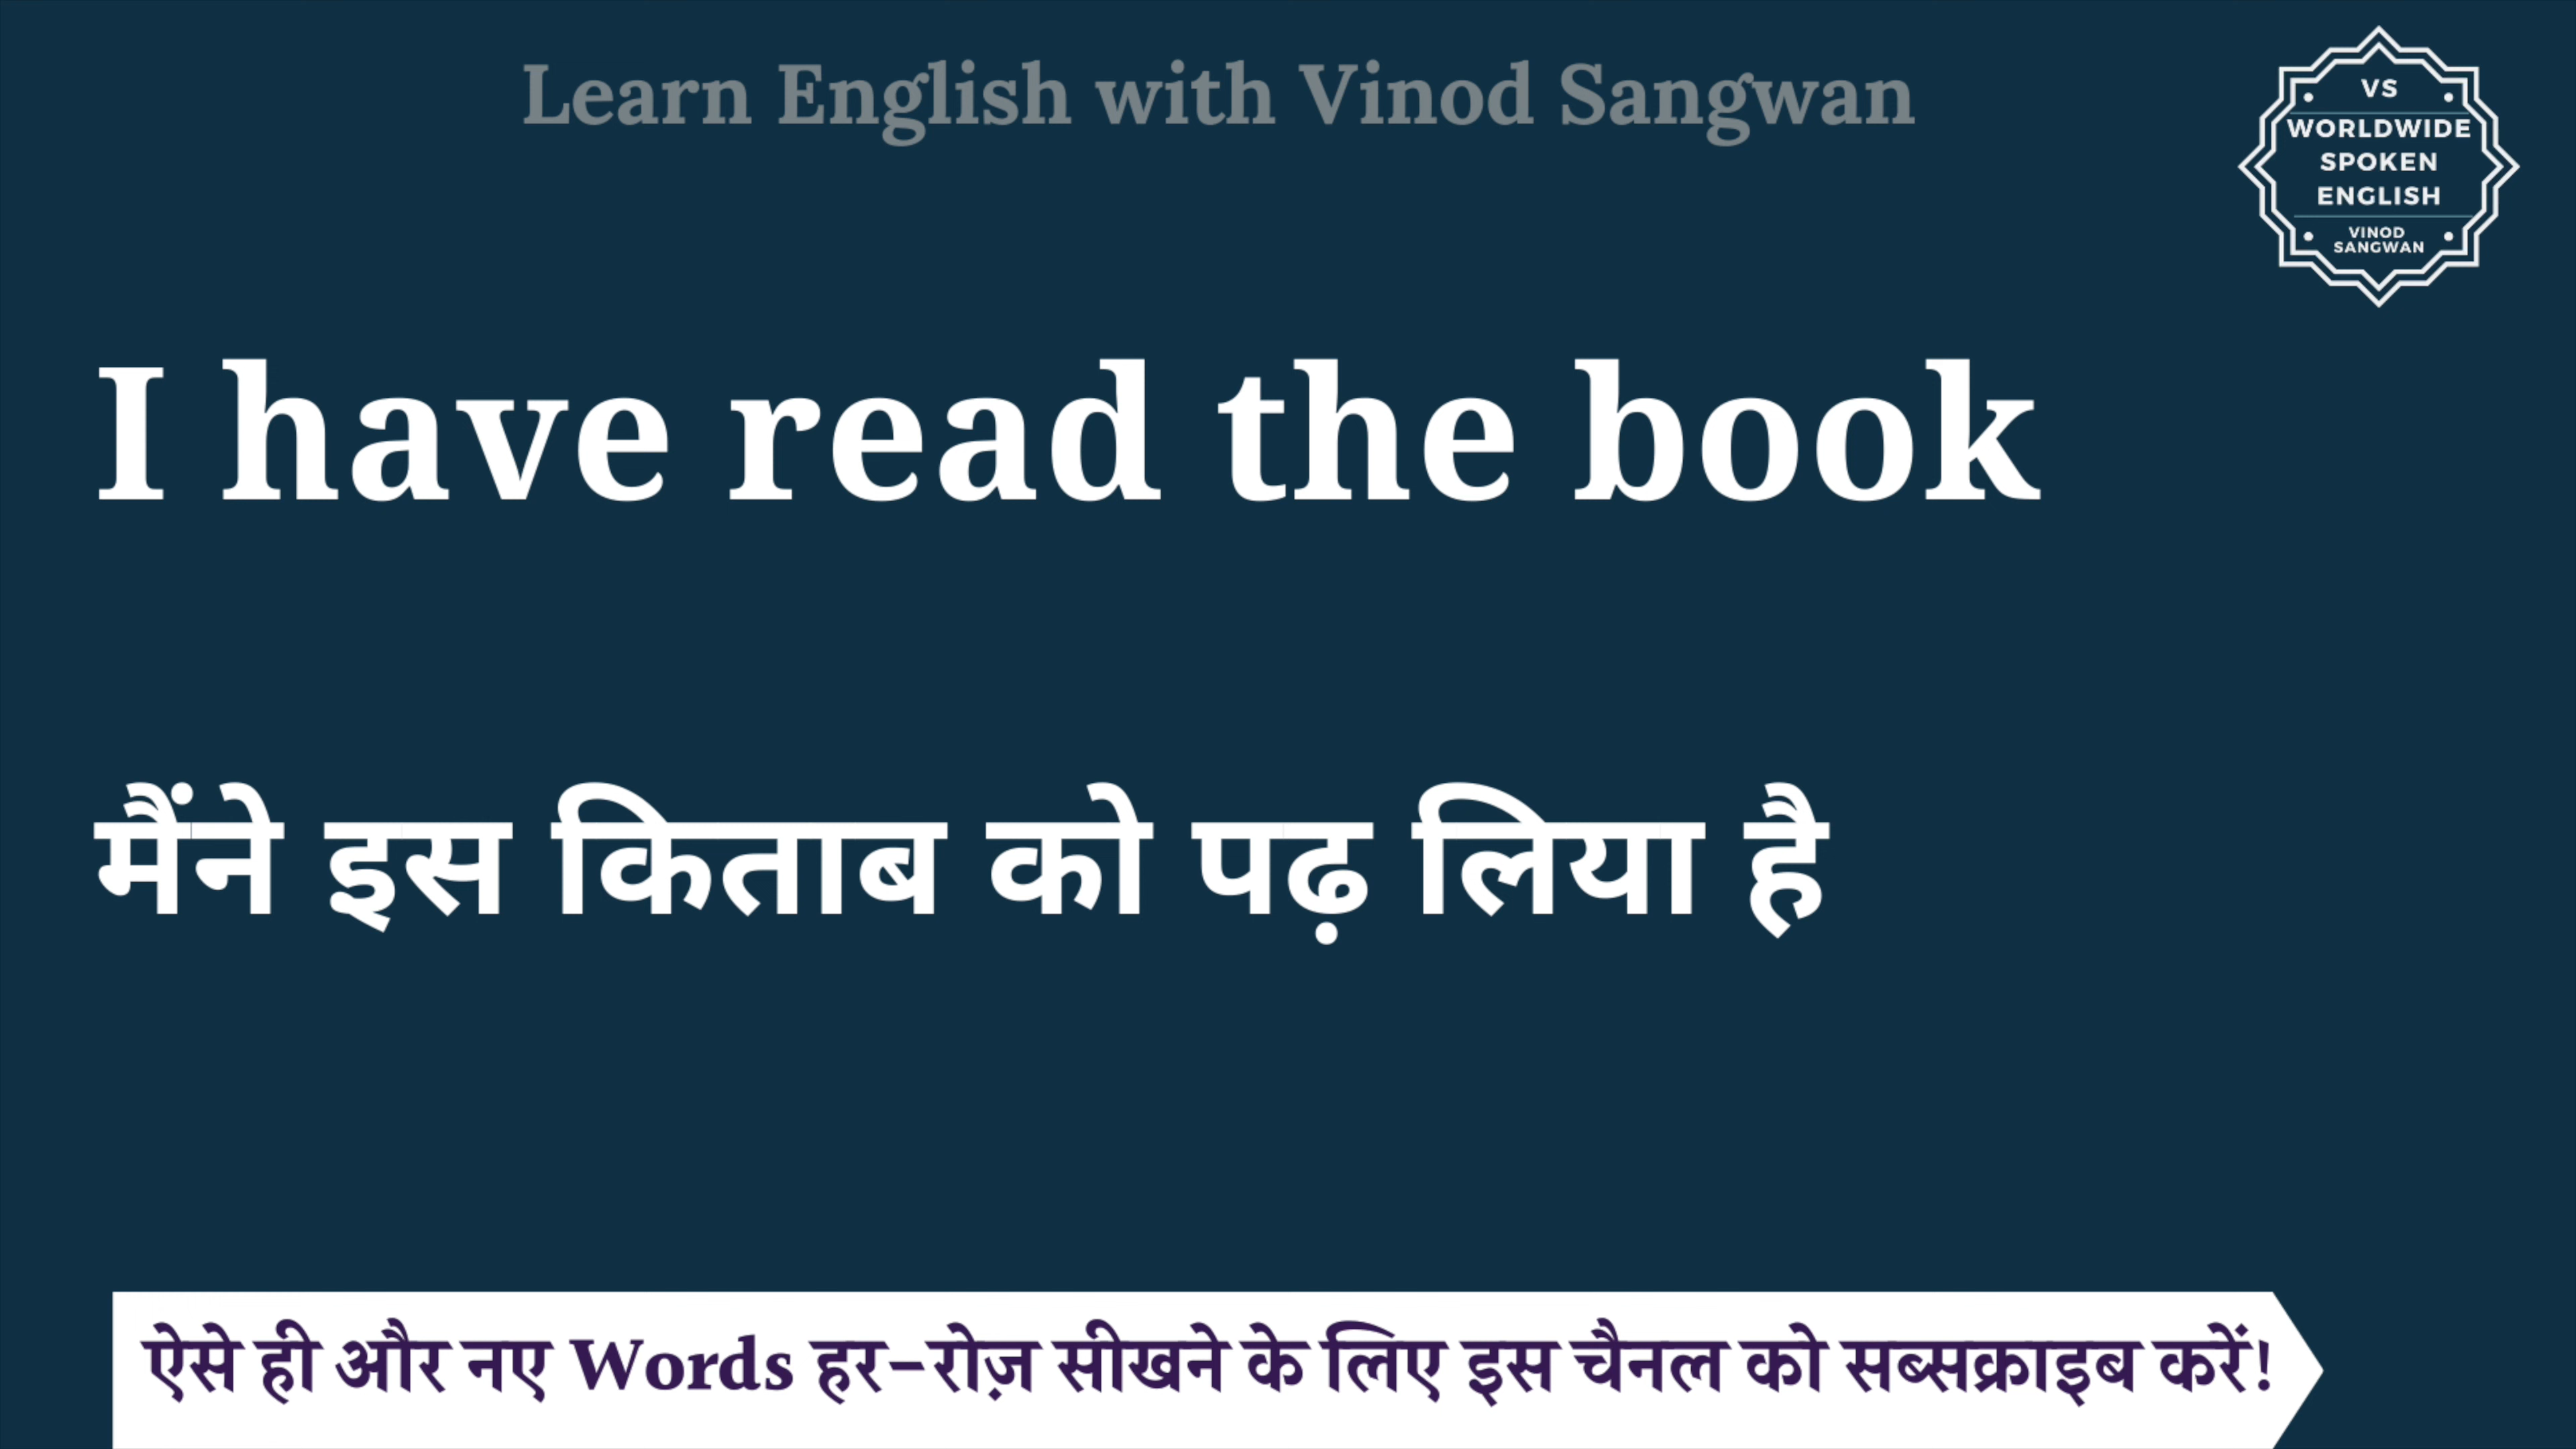 Learn English with Vinod Sangwan
VS
WORLDWIDE
SPOKEN
ENGLISH
VINOD
SANGWAN
I have read the book
मैंने इस किताब को पढ़ लिया है
ऐसे ही और नए Words हर-रोज़ सीखने के लिए इस चैनल को सब्सक्राइब करें!